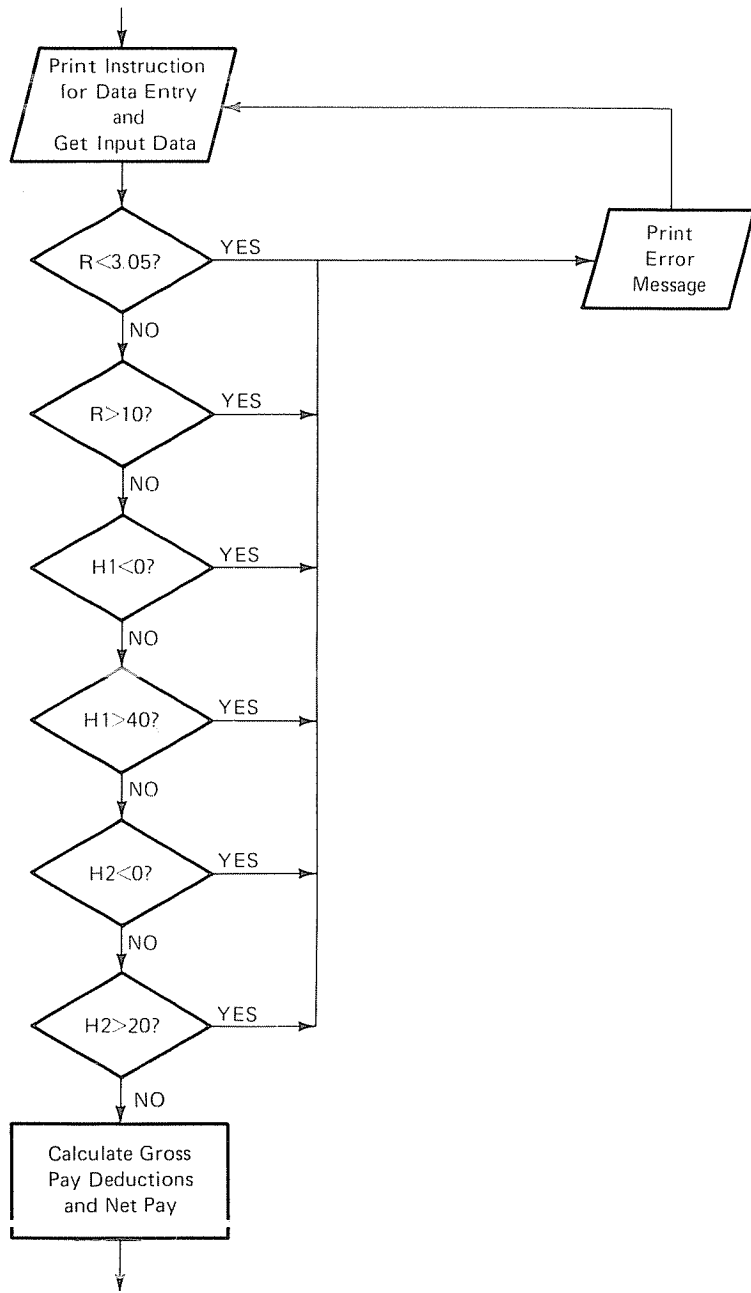 Print Instruction
for Data Entry
and
Get Input Data
R<3.05?
YES
Print
Error
Message
NO
R>10?
YES
NO
H1<0?
YES
NO
H1>40?
YES
NO
H2<0?
YES
NO
H2>20?
YES
NO
Calculate Gross
Pay Deductions
and Net Pay